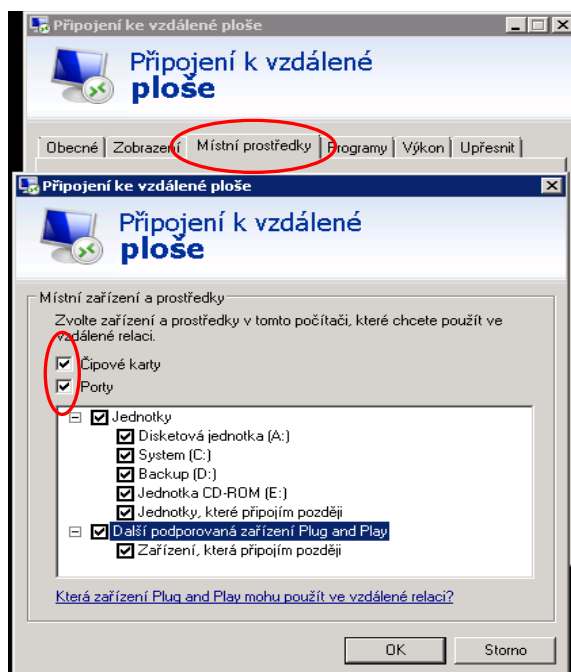 Připojení ke vzdálené ploše
Připojení k vzdálené
ploše
Obecné Zobrazení Místní prostředky Programy Výkon Upřesnit
Připojení ke vzdálené ploše
Připojení k vzdálené
ploše
Místní zařízení a prostředky
Zvolte zařízení a prostředky v tomto počítači, které chcete použít ve
vzdálené relaci.
Čipové karty
Porty
Jednotky
Disketová jednotka (A:)
System (C:)
Backup (D:)
Jednotka CD-ROM (E:)
Jednotky, které připojím později
Další podporovaná zařízení Plug and Play
Zařízení, která připojím později
Která zařízení Plug and Play mohu použít ve vzdálené relaci?
OK Storno